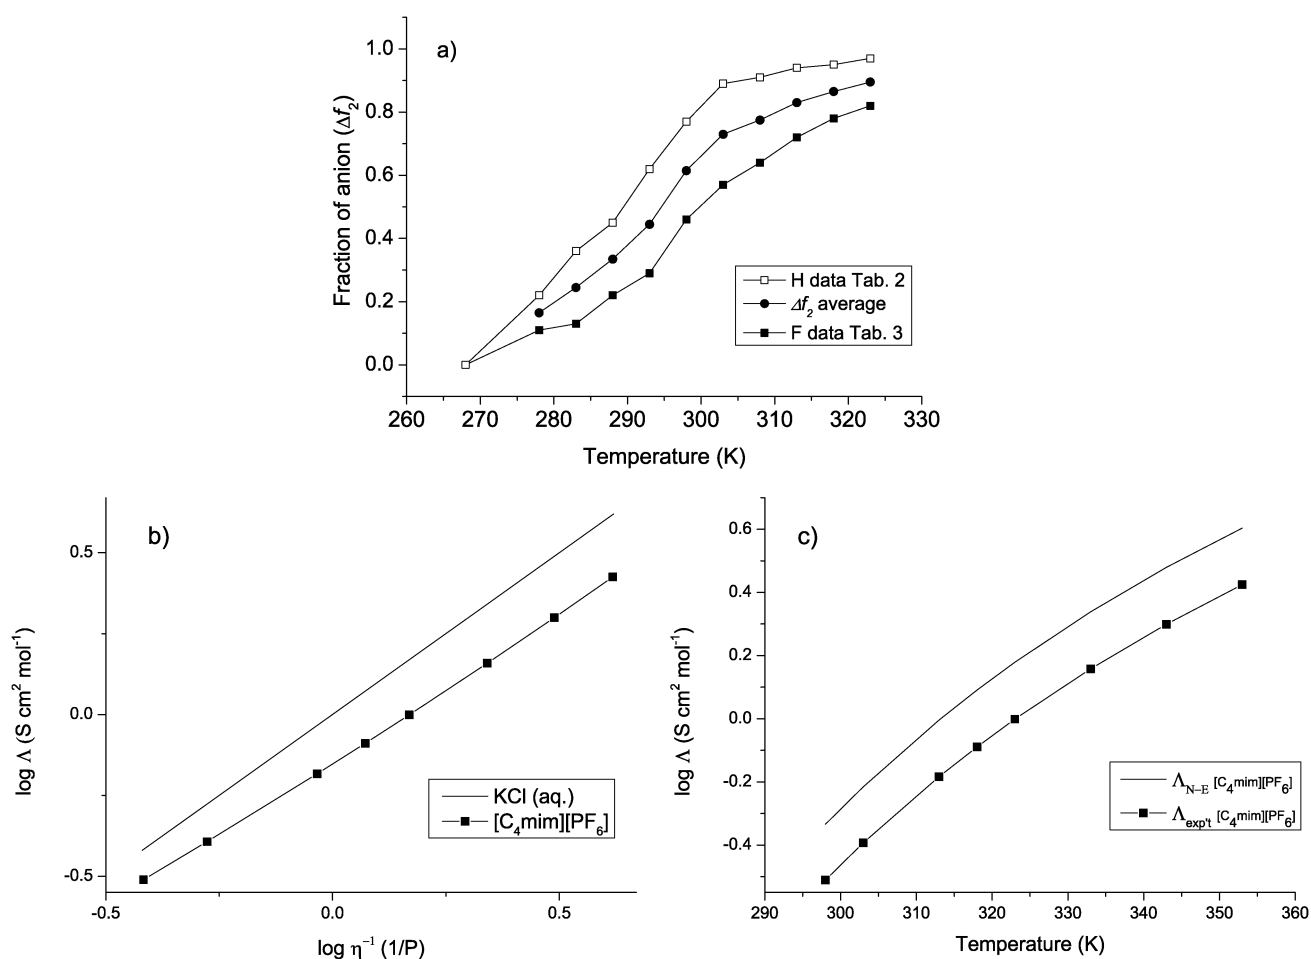 a)
Fraction of anion (Δf₂)
1.0
0.8
0.6
0.4
0.2
0.0
H data Tab. 2
Δf₂ average
F data Tab. 3
260 270 280 290 300 310 320 330
Temperature (K)
b)
log Λ (S cm² mol⁻¹)
0.5
0.0
-0.5
KCl (aq.)
[C₄mim][PF₆]
-0.5 0.0 0.5
log η⁻¹ (1/P)
c)
log Λ (S cm² mol⁻¹)
0.6
0.4
0.2
0.0
-0.2
-0.4
Λ_N–E [C₄mim][PF₆]
Λ_exp't [C₄mim][PF₆]
290 300 310 320 330 340 350 360
Temperature (K)